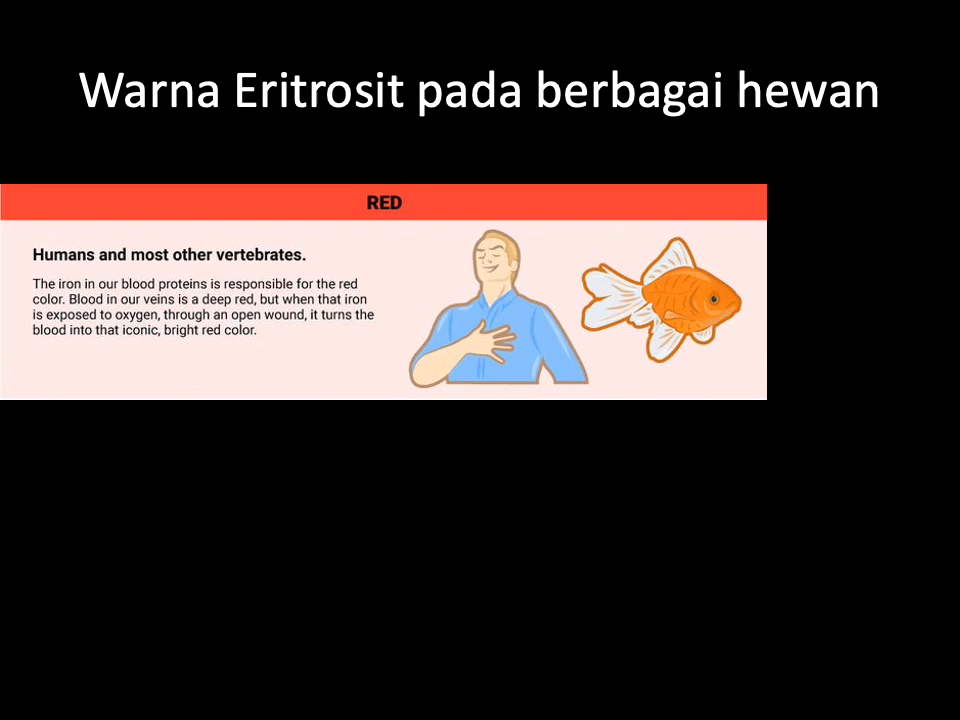 Warna Eritrosit pada berbagai hewan
RED
Humans and most other vertebrates.
The iron in our blood proteins is responsible for the red
color. Blood in our veins is a deep red, but when that iron
is exposed to oxygen, through an open wound, it turns the
blood into that iconic, bright red color.